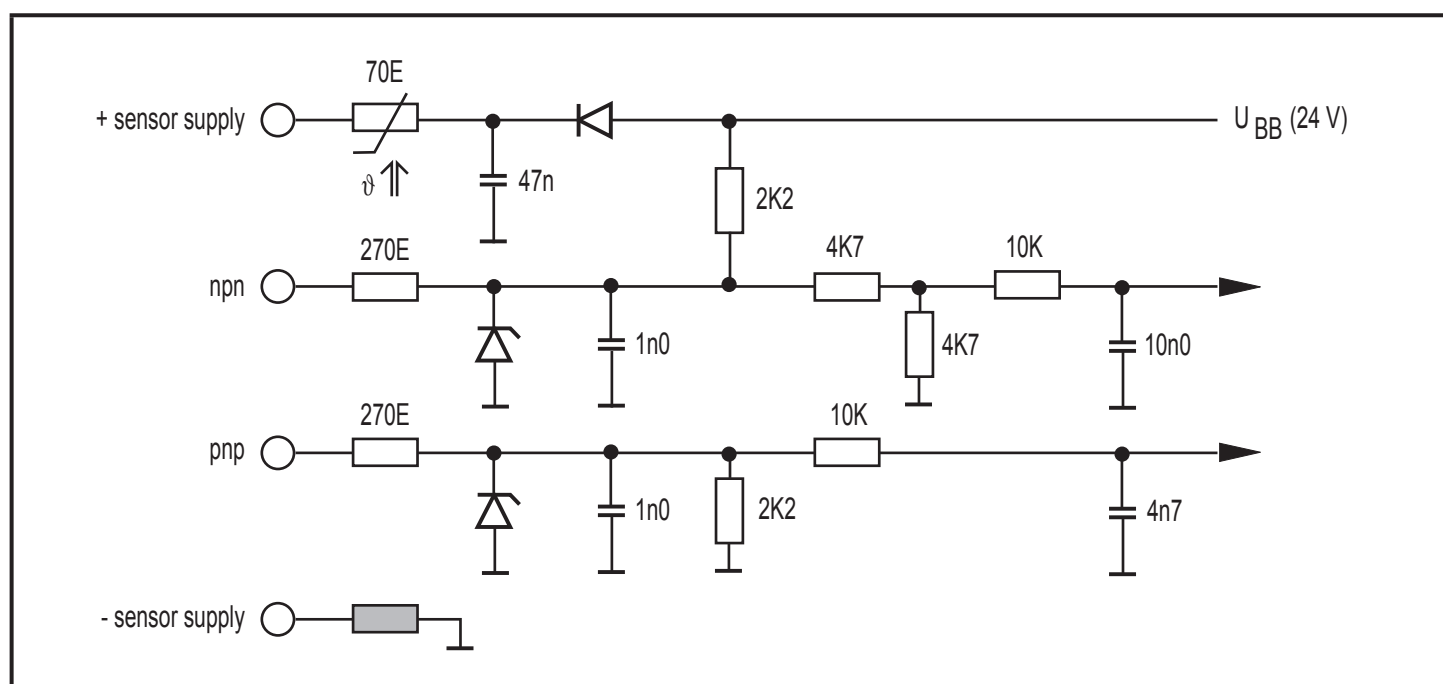 70E
+ sensor supply
U BB (24 V)
ϑ
47n
2K2
270E
4K7
10K
npn
1n0
4K7
10n0
270E
10K
pnp
1n0
2K2
4n7
- sensor supply